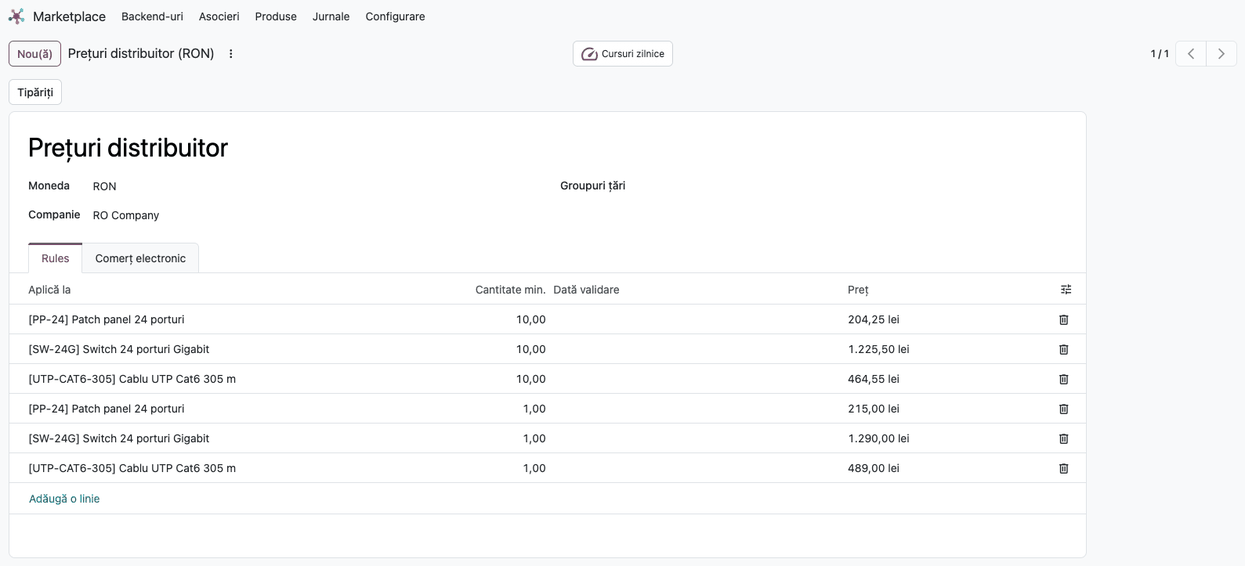 Marketplace Backend-uri Asocieri Produse Jurnale Configurare
Nou(ă) Prețuri distribuitor (RON) Cursuri zilnice 1 / 1
Tipăriți
Prețuri distribuitor
Moneda RON Groupuri țări
Companie RO Company
Rules Comerț electronic
Aplică la Cantitate min. Dată validare Preț
[PP-24] Patch panel 24 porturi 10,00 204,25 lei
[SW-24G] Switch 24 porturi Gigabit 10,00 1.225,50 lei
[UTP-CAT6-305] Cablu UTP Cat6 305 m 10,00 464,55 lei
[PP-24] Patch panel 24 porturi 1,00 215,00 lei
[SW-24G] Switch 24 porturi Gigabit 1,00 1.290,00 lei
[UTP-CAT6-305] Cablu UTP Cat6 305 m 1,00 489,00 lei
Adăugă o linie